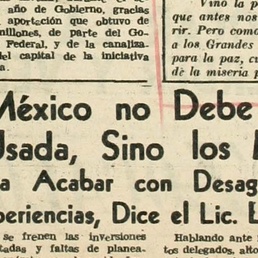 año de Gobierno, gracias
aportación que obtuvo de
millones, de parte del Go-
Federal, y de la canaliza-
del capital de la iniciativa
Vino la p
que antes nos
rir. Pero como
a los Grandes
para la paz, cu
de la miseria p
México no Debe
Usada, Sino los
a Acabar con Desag
periencias, Dice el Lic. E
se frenen las inversiones
tadas y faltas de planea-
Hablando ante
tos delegados, alto